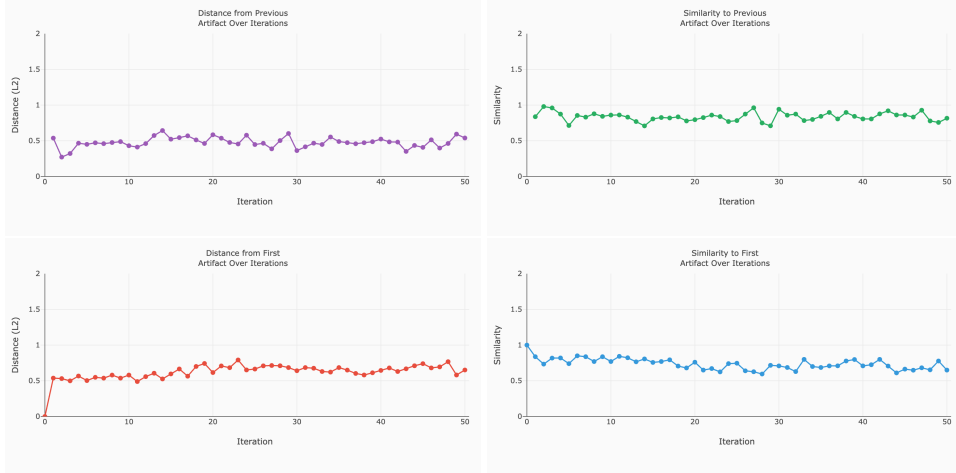 Distance from Previous
Artifact Over Iterations
2
1.5
1
0.5
0
0
10
20
30
40
50
Distance (L2)
Iteration
Similarity to Previous
Artifact Over Iterations
2
1.5
1
0.5
0
0
10
20
30
40
50
Similarity
Iteration
Distance from First
Artifact Over Iterations
2
1.5
1
0.5
0
0
10
20
30
40
50
Distance (L2)
Iteration
Similarity to First
Artifact Over Iterations
2
1.5
1
0.5
0
0
10
20
30
40
50
Similarity
Iteration